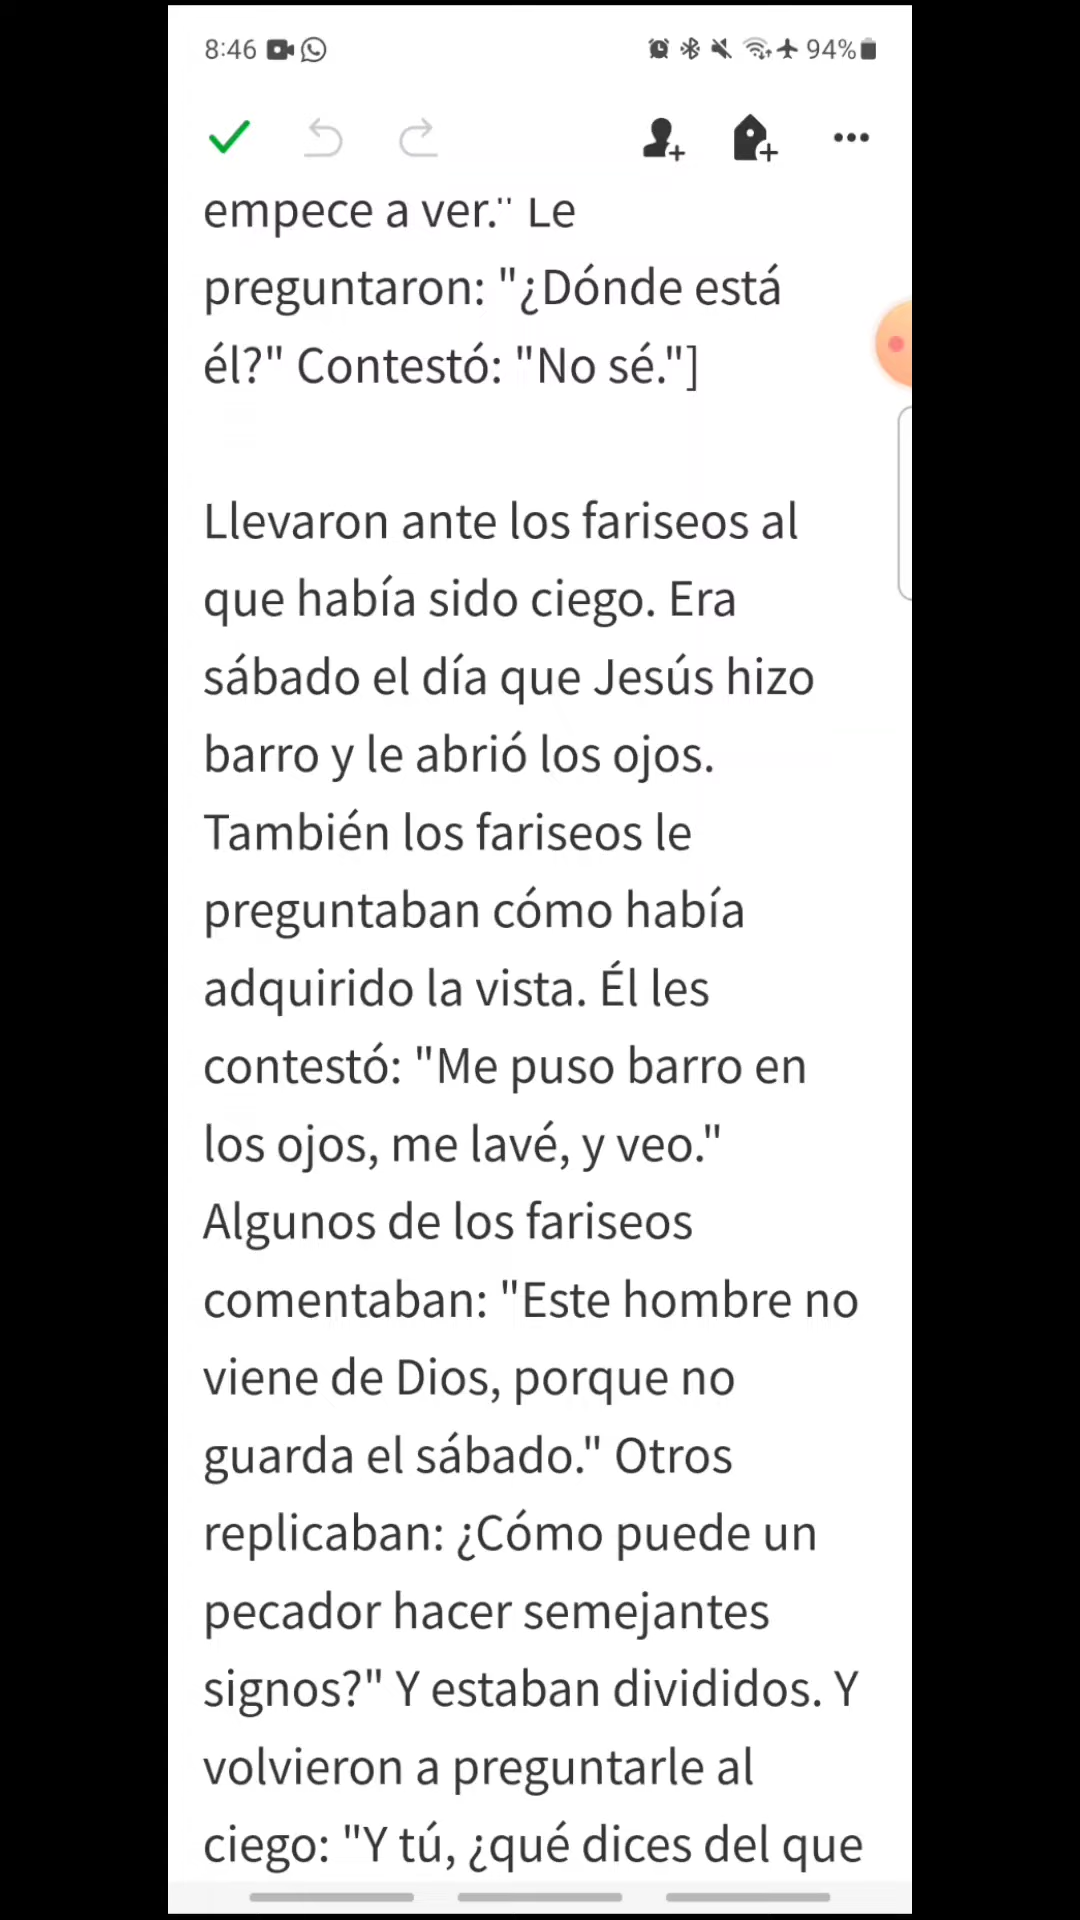 8:46
94%
empece a ver." Le
preguntaron: "¿Dónde está
él?" Contestó: "No sé."]
Llevaron ante los fariseos al
que había sido ciego. Era
sábado el día que Jesús hizo
barro y le abrió los ojos.
También los fariseos le
preguntaban cómo había
adquirido la vista. Él les
contestó: "Me puso barro en
los ojos, me lavé, y veo."
Algunos de los fariseos
comentaban: "Este hombre no
viene de Dios, porque no
guarda el sábado." Otros
replicaban: ¿Cómo puede un
pecador hacer semejantes
signos?" Y estaban divididos. Y
volvieron a preguntarle al
ciego: "Y tú, ¿qué dices del que